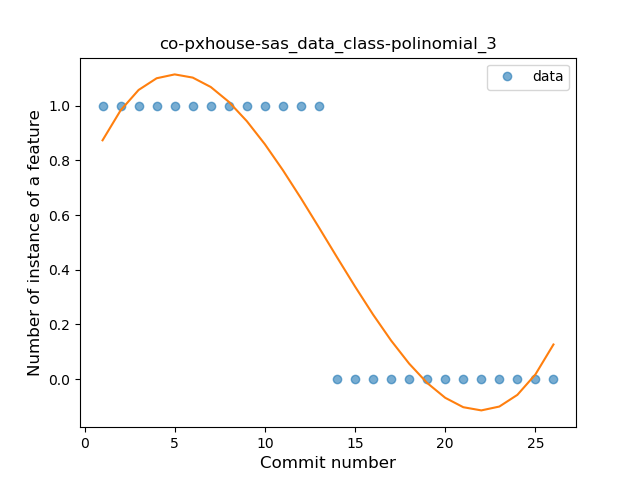 co-pxhouse-sas_data_class-polinomial_3
data
Number of instance of a feature
1.0
0.8
0.6
0.4
0.2
0.0
0 5 10 15 20 25
Commit number